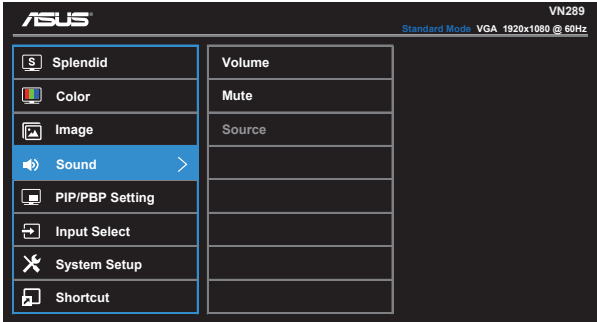 ASUS
VN289
Standard Mode VGA 1920x1080 @ 60Hz
S Splendid
Color
Image
Sound
PIP/PBP Setting
Input Select
System Setup
Shortcut
Volume
Mute
Source